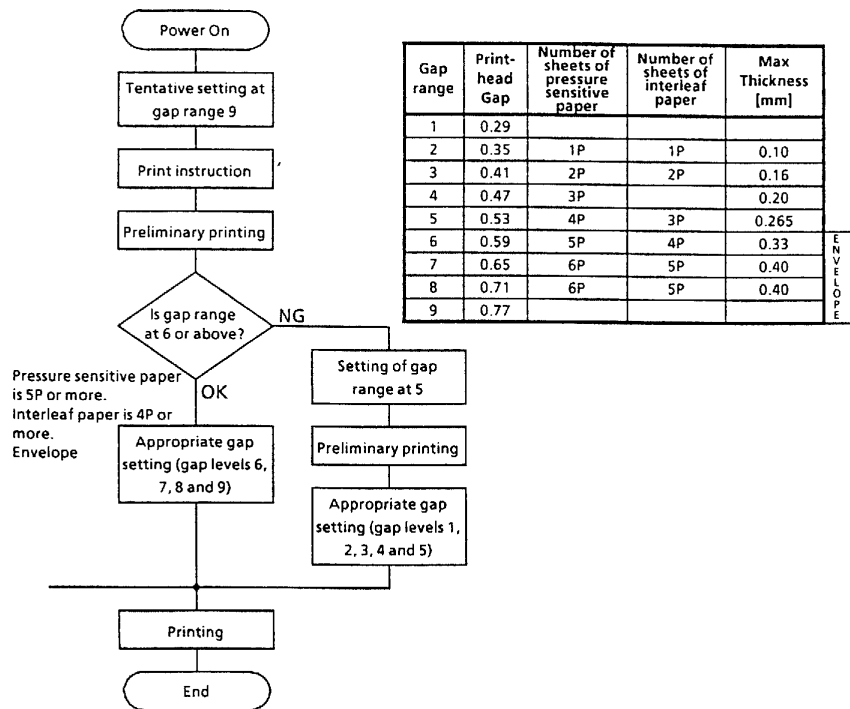 Power On
Tentative setting at
gap range 9
Print instruction
Preliminary printing
Is gap range
at 6 or above?
NG
OK
Pressure sensitive paper
is 5P or more.
Interleaf paper is 4P or
more.
Envelope
Appropriate gap
setting (gap levels 6,
7, 8 and 9)
Setting of gap
range at 5
Preliminary printing
Appropriate gap
setting (gap levels 1,
2, 3, 4 and 5)
Printing
End
Gap
range
Print-
head
Gap
Number of
sheets of
pressure
sensitive
paper
Number of
sheets of
interleaf
paper
Max
Thickness
[mm]
1 0.29
2 0.35 1P 1P 0.10
3 0.41 2P 2P 0.16
4 0.47 3P 0.20
5 0.53 4P 3P 0.265
6 0.59 5P 4P 0.33
7 0.65 6P 5P 0.40
8 0.71 6P 5P 0.40
9 0.77
ENVELOPE